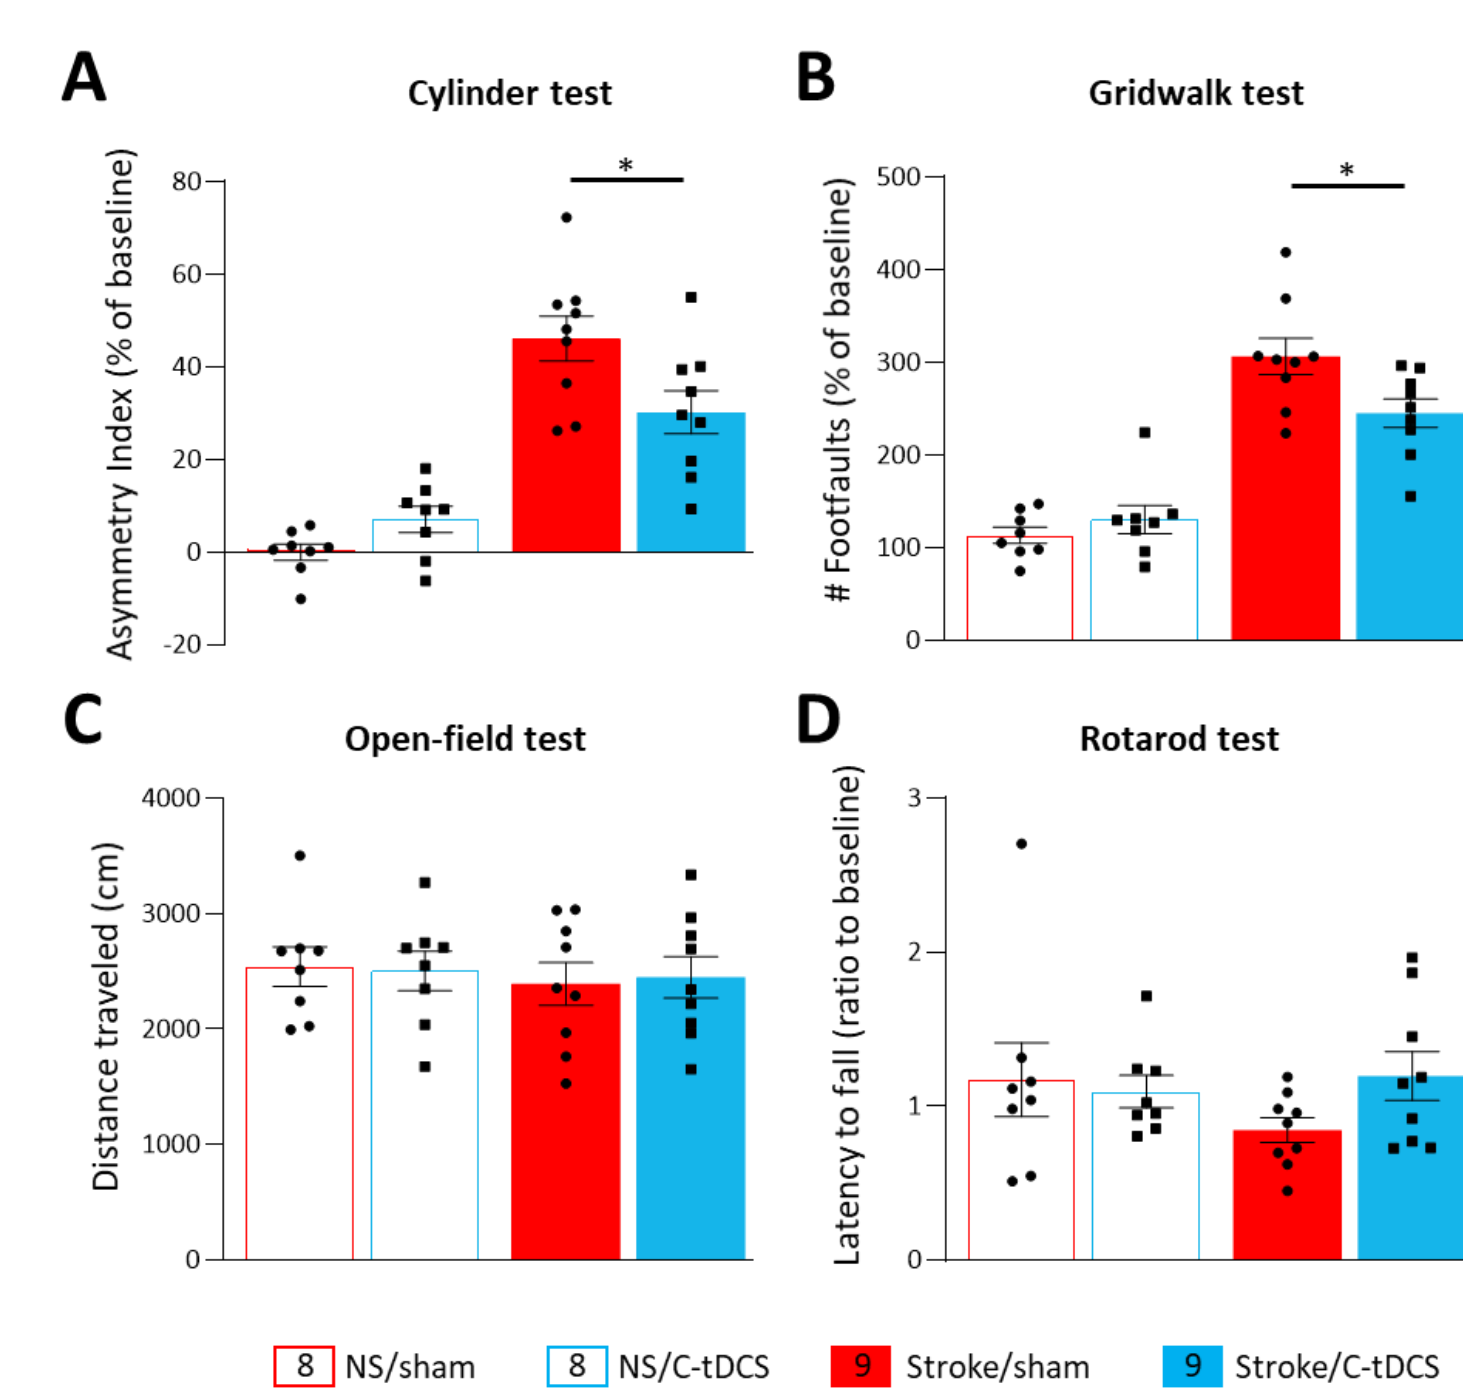 A
Cylinder test
Asymmetry Index (% of baseline)
80
60
40
20
0
-20
*
B
Gridwalk test
# Footfaults (% of baseline)
500
400
300
200
100
0
*
C
Open-field test
Distance traveled (cm)
4000
3000
2000
1000
0
D
Rotarod test
Latency to fall (ratio to baseline)
3
2
1
0
8 NS/sham
8 NS/C-tDCS
9 Stroke/sham
9 Stroke/C-tDCS